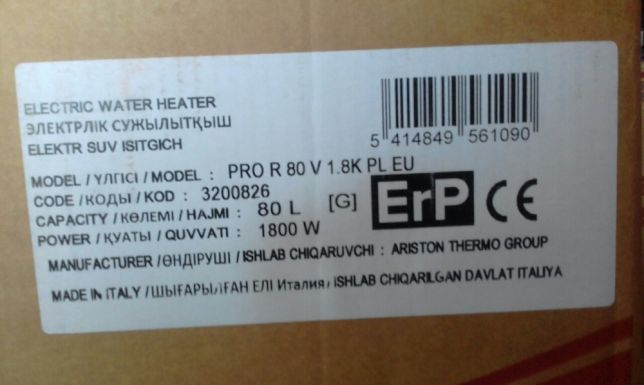 ELECTRIC WATER HEATER
ЭЛЕКТРЛІК СУЖЫЛЫТҚЫШ
ELEKTR SUV ISITGICH
5 414849 561090
MODEL / ҮЛГІСІ / MODEL : PRO R 80 V 1.8K PL EU
CODE / КОДЫ / KOD : 3200826
CAPACITY / КӨЛЕМІ / HAJMI : 80 L [G] ErP CE
POWER / ҚУАТЫ / QUVVATI : 1800 W
MANUFACTURER / ӨНДІРУШІ / ISHLAB CHIQARUVCHI : ARISTON THERMO GROUP
MADE IN ITALY / ШЫҒАРЫЛҒАН ЕЛІ Италия / ISHLAB CHIQARILGAN DAVLAT ITALIYA